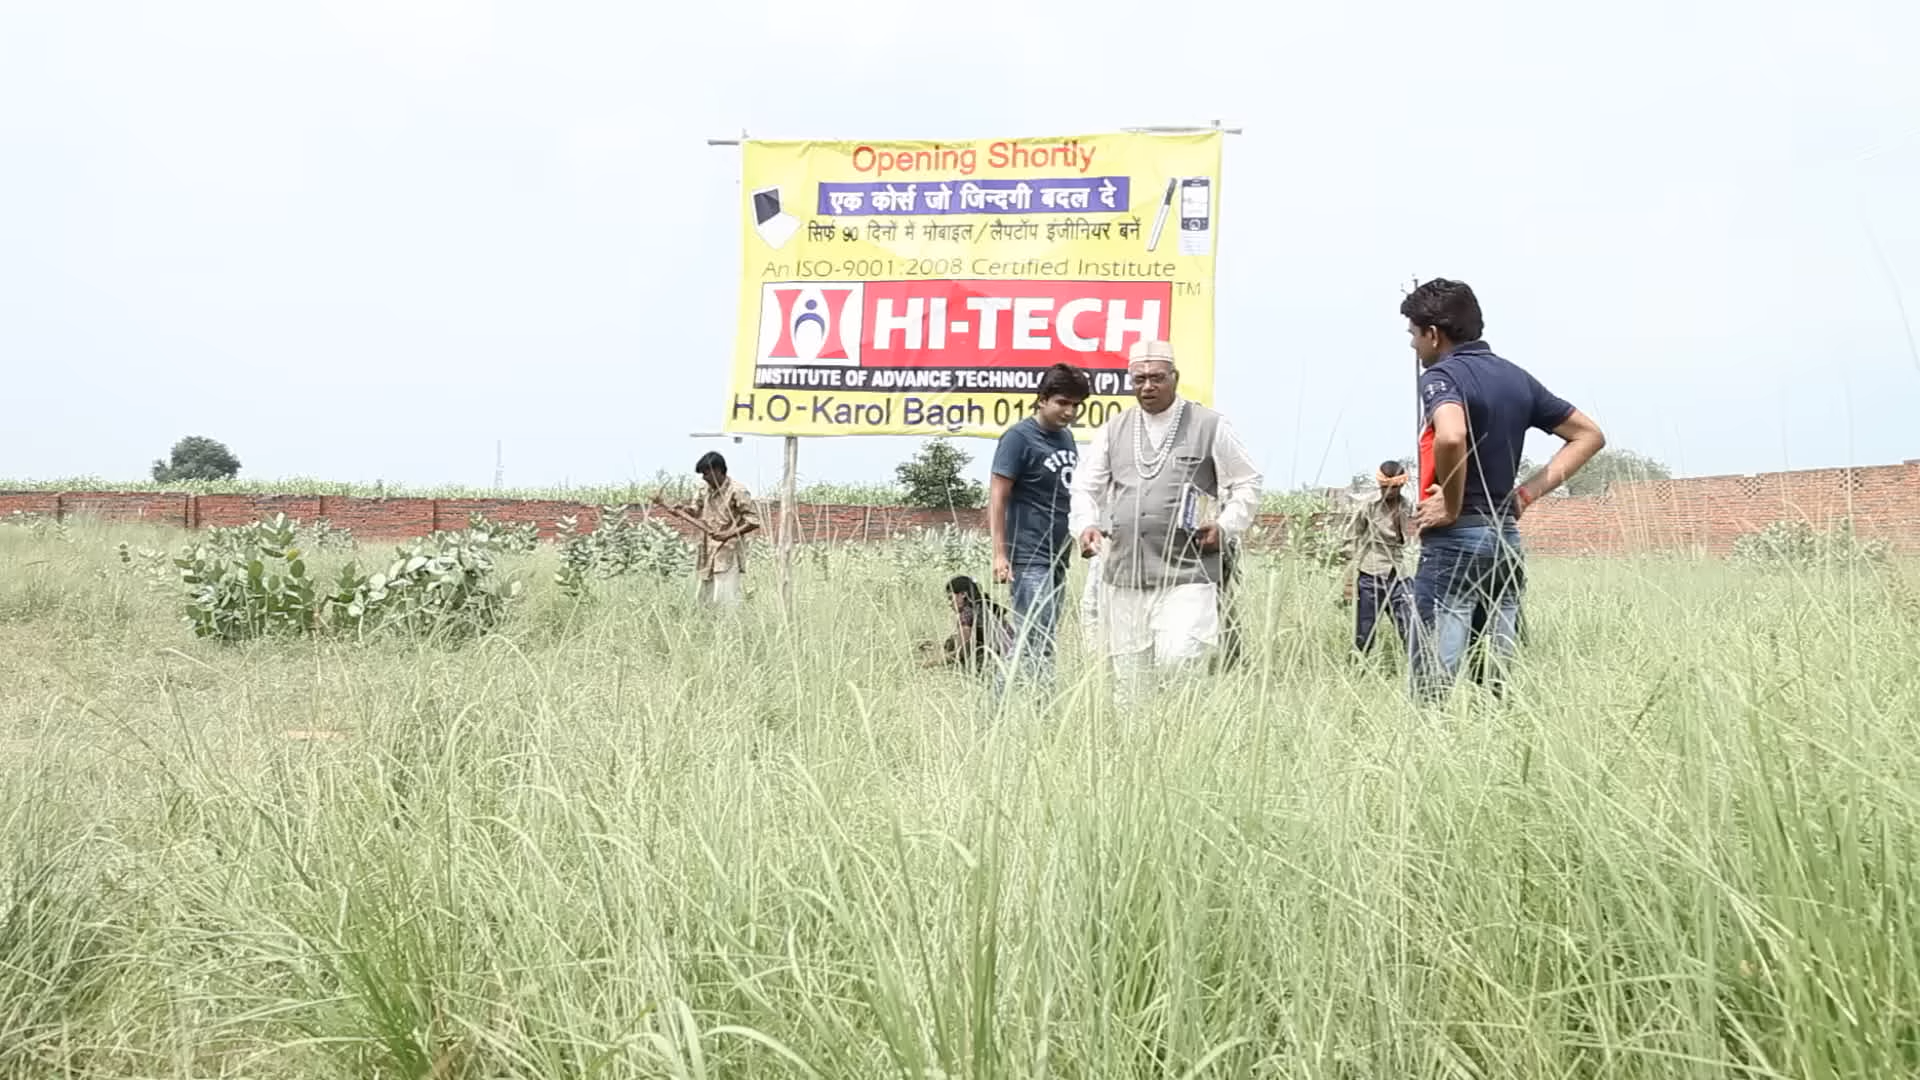 Opening Shortly
एक कोर्स जो जिन्दगी बदल दे
सिर्फ 90 दिनों में मोबाइल/लैपटॉप इंजीनियर बनें
An ISO-9001:2008 Certified Institute
HI-TECH TM
INSTITUTE OF ADVANCE (P)
H.O-Karol Bagh